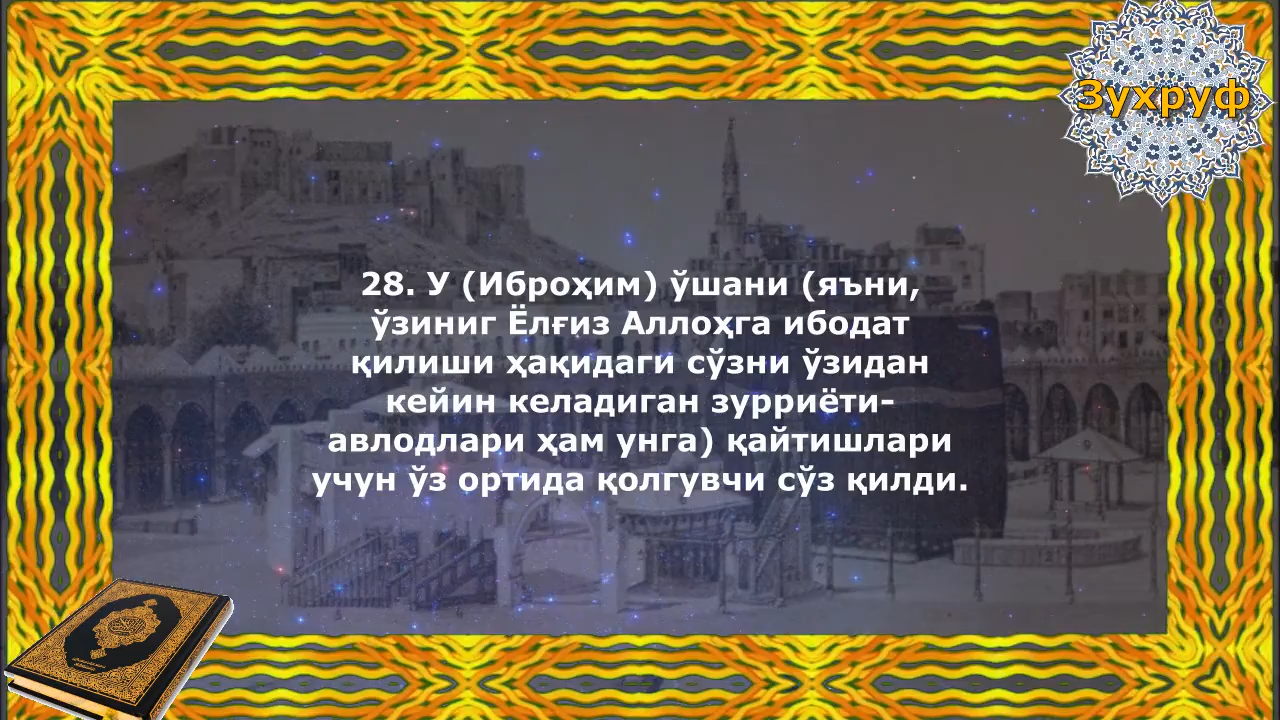 Зухруф
28. У (Иброҳим) ўшани (яъни,
ўзиниг Ёлғиз Аллоҳга ибодат
қилиши ҳақидаги сўзни ўзидан
кейин келадиган зурриёти-
авлодлари ҳам унга) қайтишлари
учун ўз ортида қолгувчи сўз қилди.